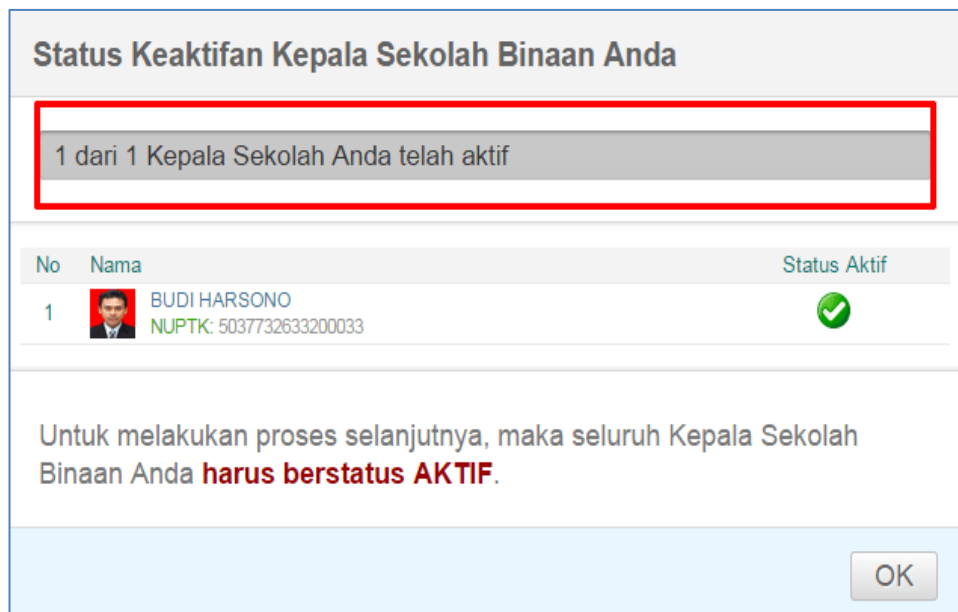 Status Keaktifan Kepala Sekolah Binaan Anda
1 dari 1 Kepala Sekolah Anda telah aktif
No Nama Status Aktif
1 BUDI HARSONO
NUPTK: 5037732633200033
Untuk melakukan proses selanjutnya, maka seluruh Kepala Sekolah
Binaan Anda harus berstatus AKTIF.
OK